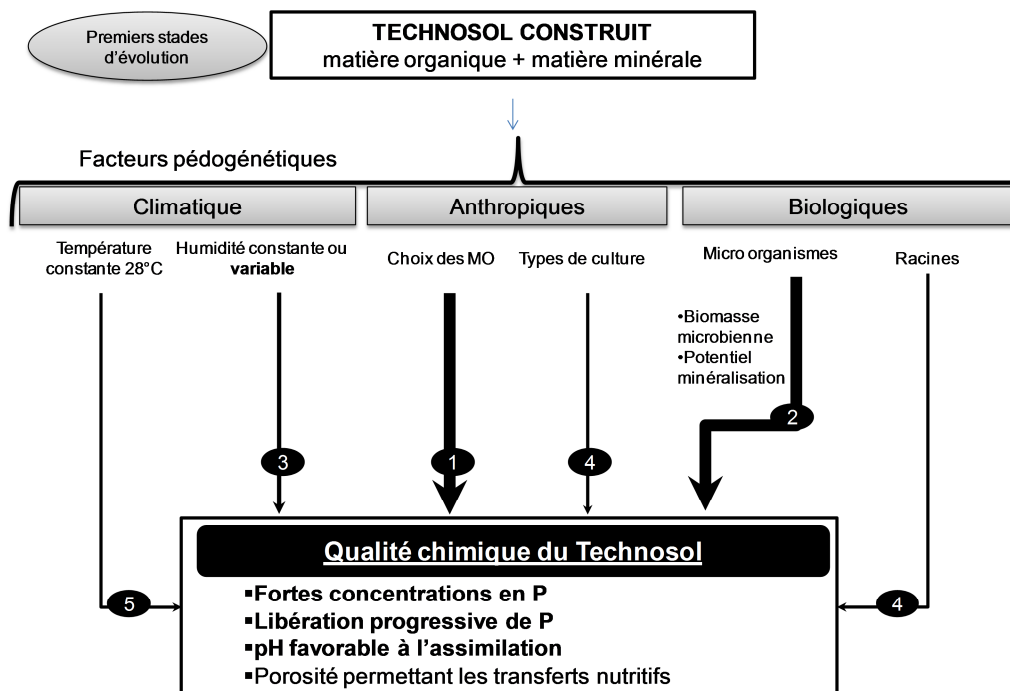 Premiers stades
d'évolution
TECHNOSOL CONSTRUIT
matière organique + matière minérale
Facteurs pédogénétiques
Climatique
Anthropiques
Biologiques
Température
constante 28°C
Humidité constante ou
variable
Choix des MO
Types de culture
Micro organismes
Racines
•Biomasse
microbienne
•Potentiel
minéralisation
2
3
1
4
5
4
Qualité chimique du Technosol
▪Fortes concentrations en P
▪Libération progressive de P
▪pH favorable à l'assimilation
▪Porosité permettant les transferts nutritifs